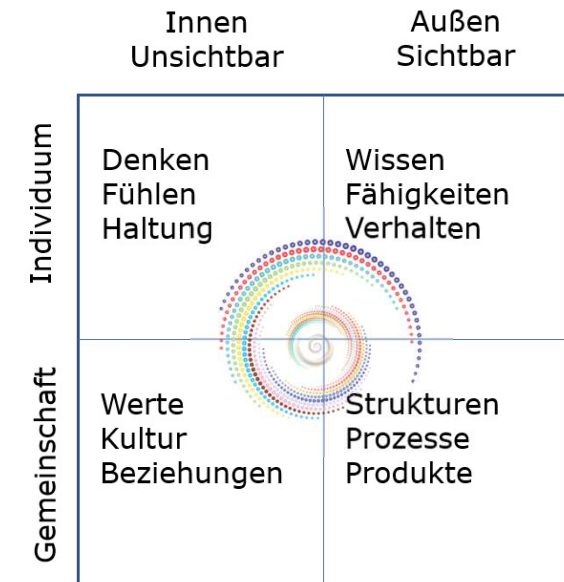 Innen
Unsichtbar
Außen
Sichtbar
Individuum
Denken
Fühlen
Haltung
Wissen
Fähigkeiten
Verhalten
Gemeinschaft
Werte
Kultur
Beziehungen
Strukturen
Prozesse
Produkte